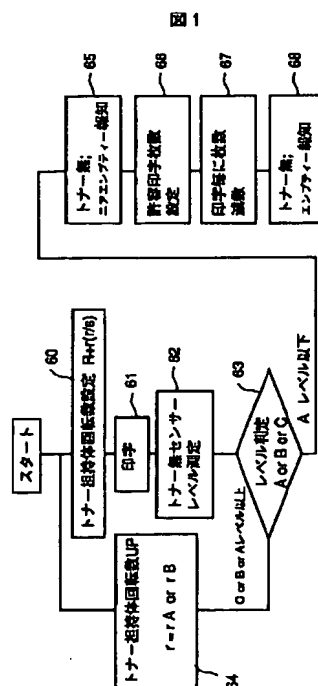 図1
スタート
60
トナー担持体回転数設定 R+r(r/s)
61
印字
62
トナー無センサー
レベル測定
63
レベル判定
A or B or C
C or B or Aレベル以上
A レベル以下
64
トナー担持体回転数UP
r=rA or rB
65
トナー無;
ニアエンプティー報知
66
許容印字枚数
設定
67
印字毎に枚数
減数
68
トナー無;
エンプティー報知